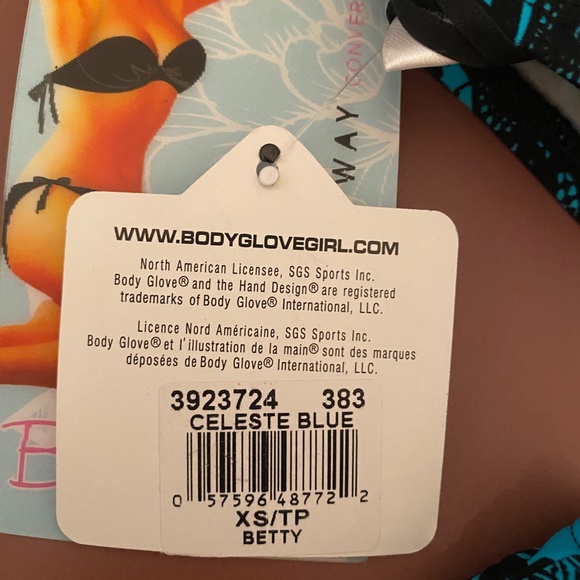 WAY CONVER
WWW.BODYGLOVEGIRL.COM
North American Licensee, SGS Sports Inc.
Body Glove® and the Hand Design® are registered
trademarks of Body Glove® International, LLC.
Licence Nord Américaine, SGS Sports Inc.
Body Glove® et l'illustration de la main® sont des marques
déposées de Body Glove® International, LLC.
3923724 383
CELESTE BLUE
0 57596 48772 2
XS/TP
BETTY
B